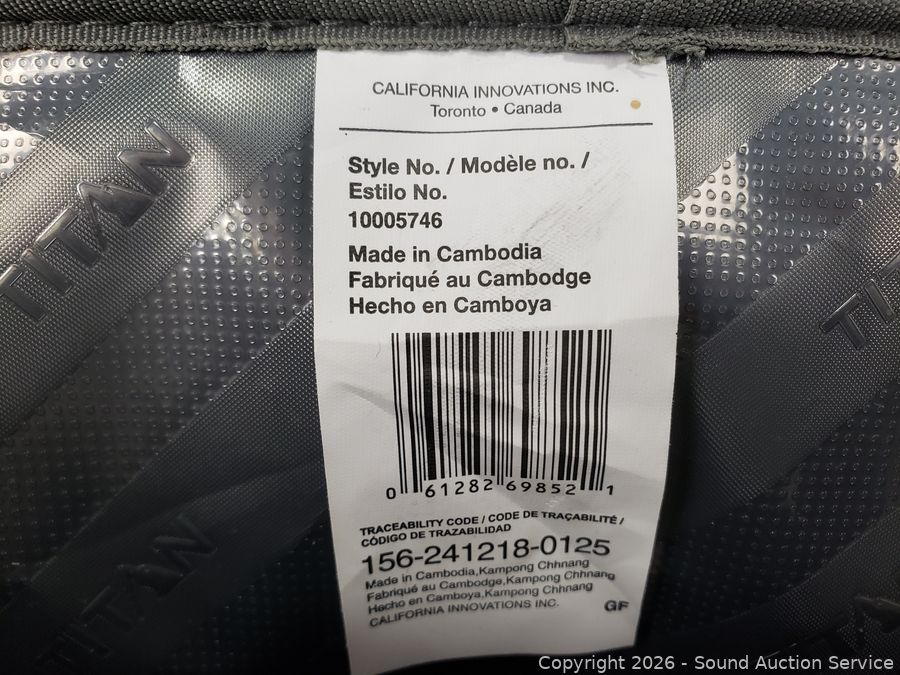 CALIFORNIA INNOVATIONS INC.
Toronto • Canada
Style No. / Modèle no. /
Estilo No.
10005746
Made in Cambodia
Fabriqué au Cambodge
Hecho en Camboya
0 61282 69852 1
TRACEABILITY CODE / CODE DE TRAÇABILITÉ /
CÓDIGO DE TRAZABILIDAD
156-241218-0125
Made in Cambodia,Kampong Chhnang
Fabriqué au Cambodge,Kampong Chhnang
Hecho en Camboya,Kampong Chhnang
CALIFORNIA INNOVATIONS INC.
GF
TITAN
TITAN
T
Copyright 2026 - Sound Auction Service